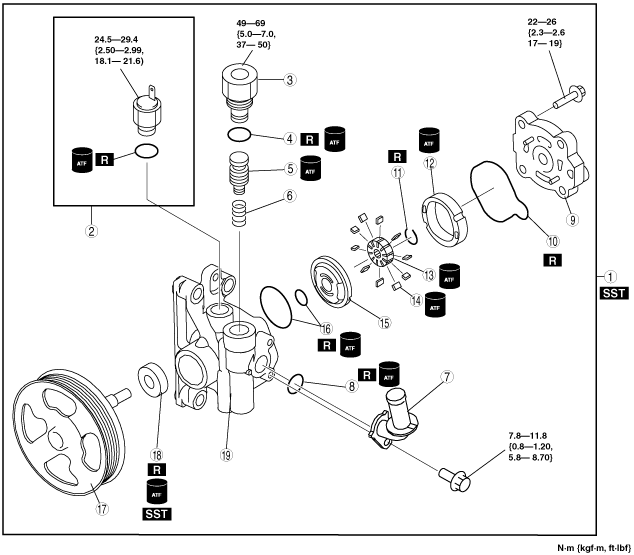 24.5—29.4
{2.50—2.99,
18.1—21.6}
ATF R
2
49—69
{5.0—7.0,
37—50}
3
4 R ATF
5 ATF
6
22—26
{2.3—2.6
17—19}
9
10
R
R
11
ATF
12
13 ATF
14 ATF
15
16
R ATF
1
SST
8
R ATF
7
7.8—11.8
{0.8—1.20,
5.8—8.70}
17
18
R
ATF
SST
19
N·m {kgf·m, ft·lbf}